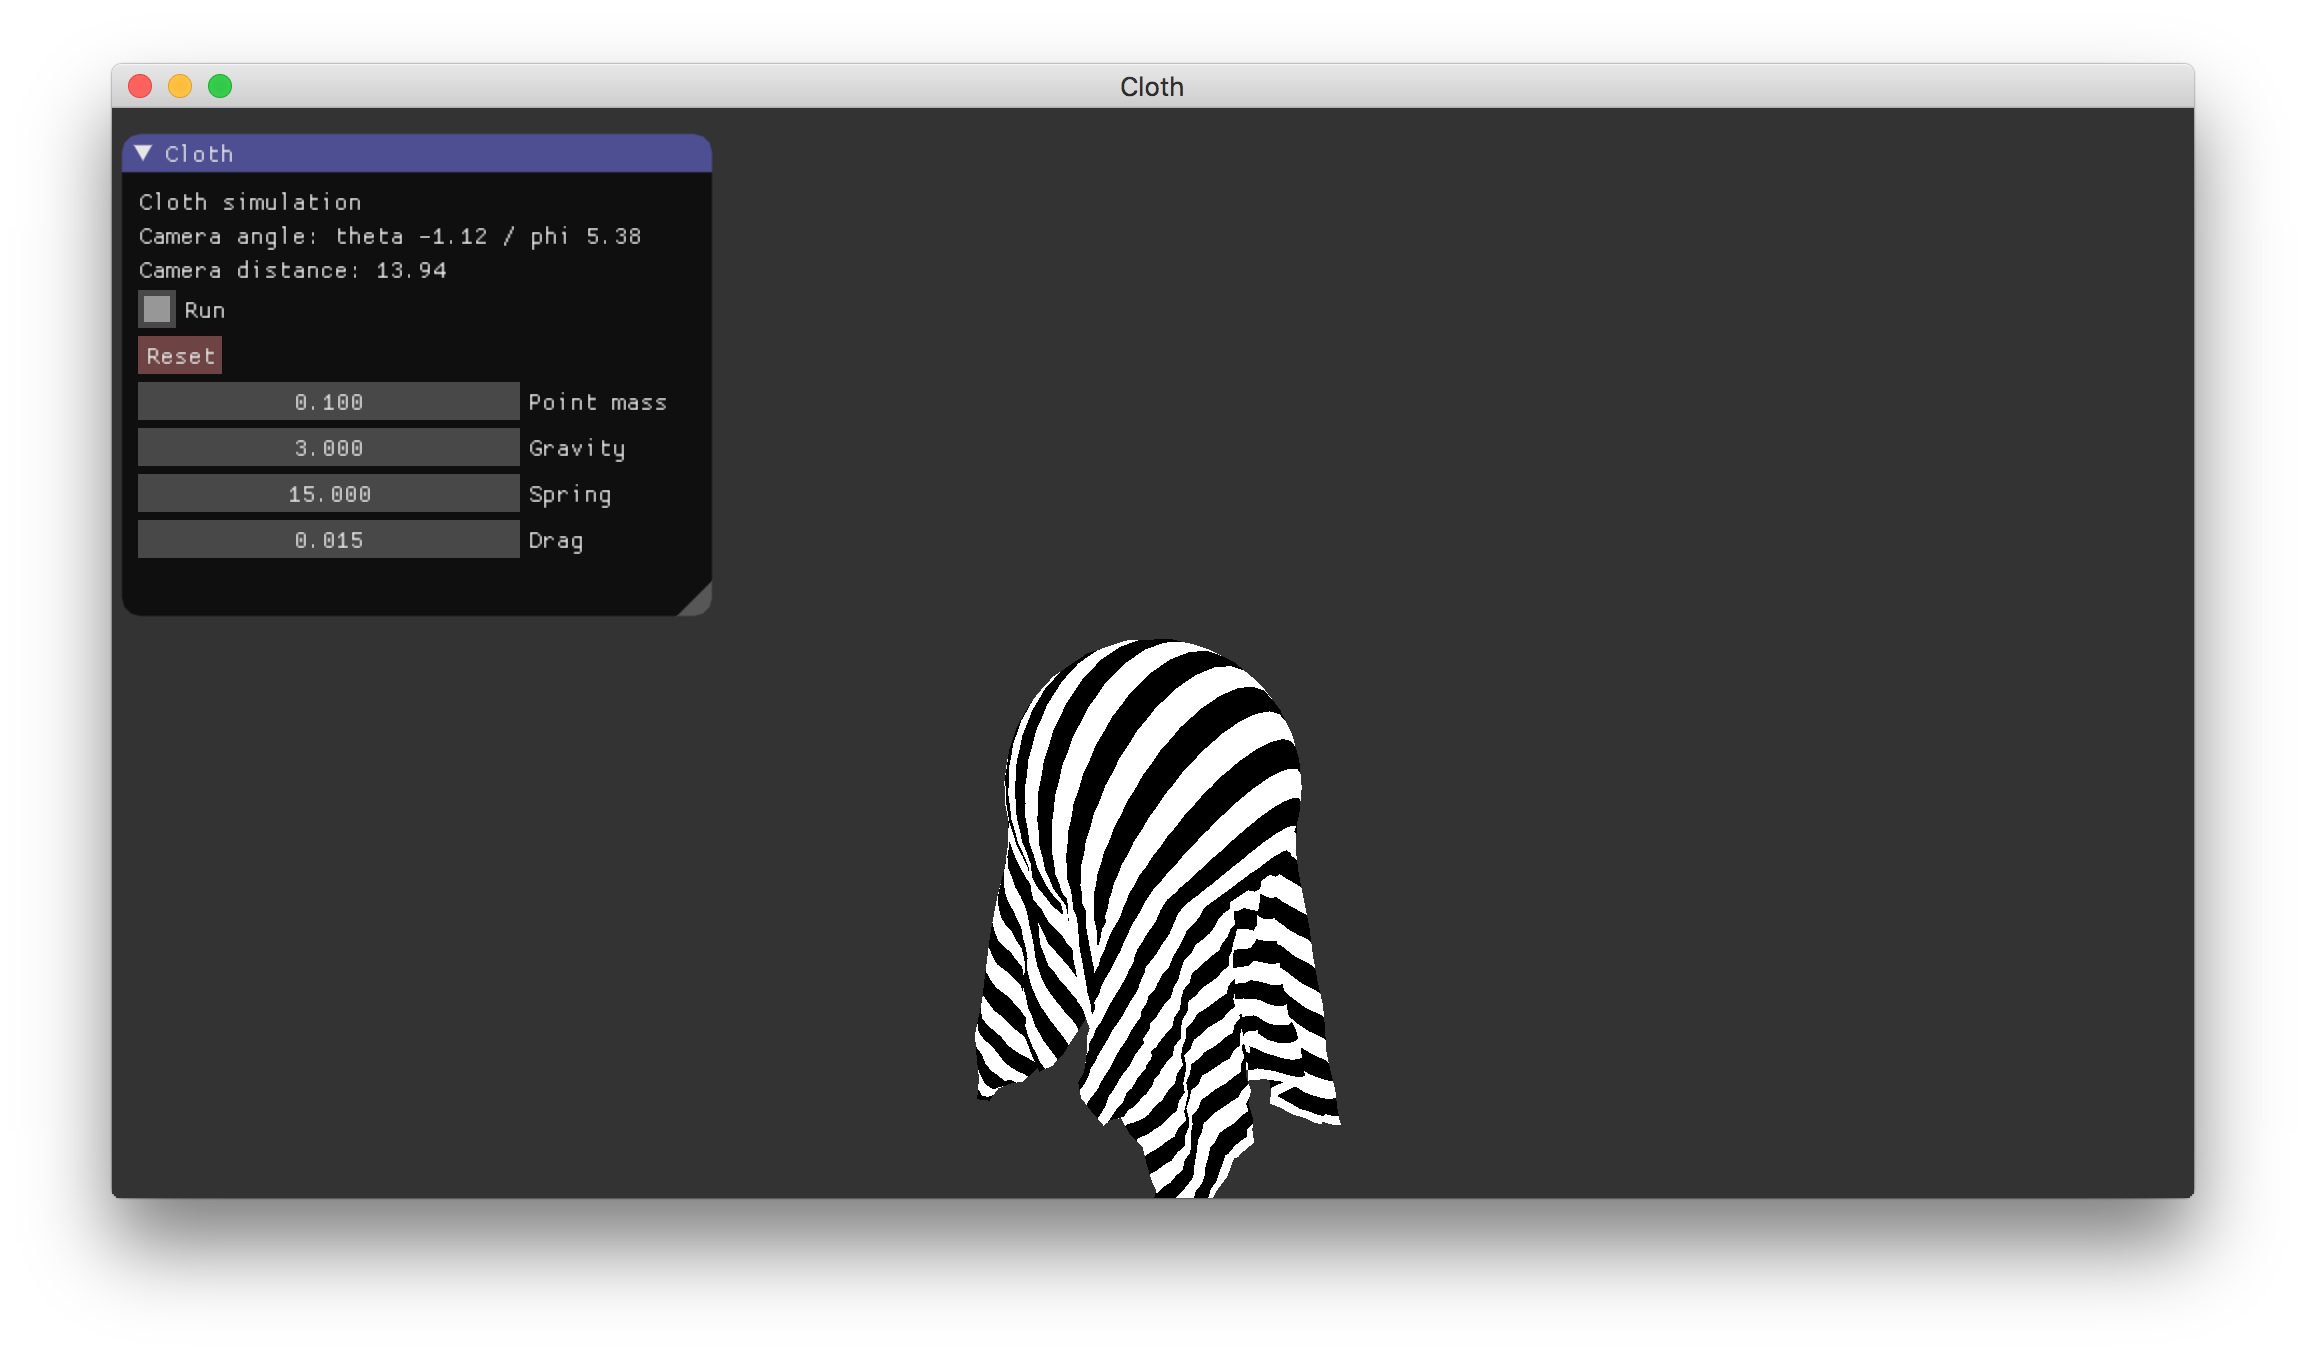 Cloth
Cloth
Cloth simulation
Camera angle: theta -1.12 / phi 5.38
Camera distance: 13.94
Run
Reset
0.100 Point mass
3.000 Gravity
15.000 Spring
0.015 Drag